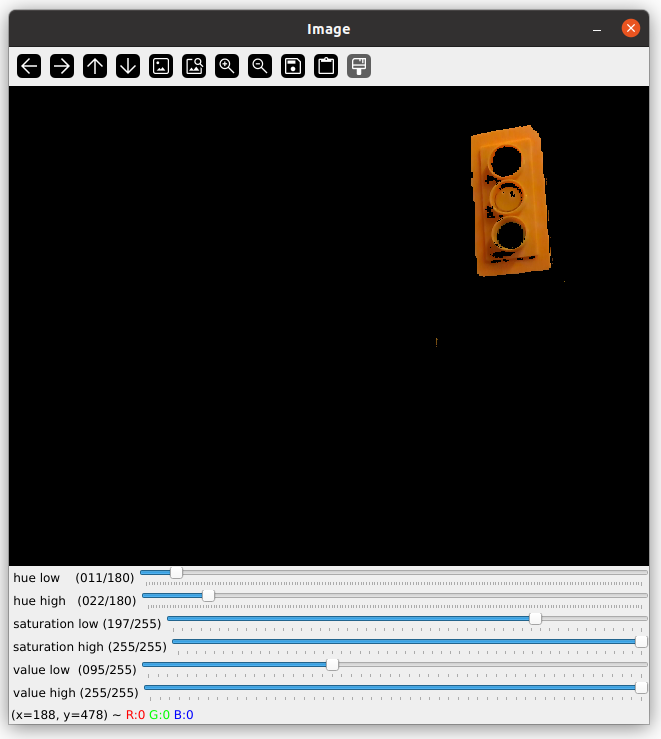 Image
hue low (011/180)
hue high (022/180)
saturation low (197/255)
saturation high (255/255)
value low (095/255)
value high (255/255)
(x=188, y=478) ~ R:0 G:0 B:0